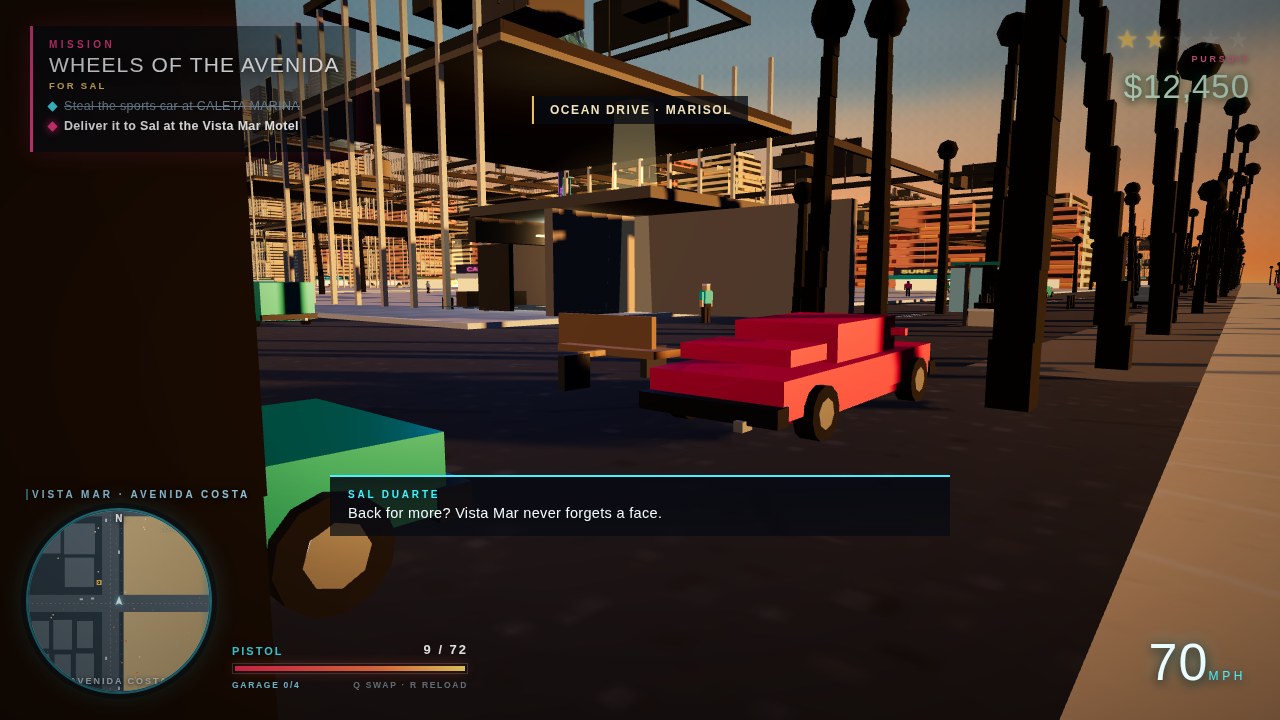 MISSION
WHEELS OF THE AVENIDA
FOR SAL
Steal the sports car at CALETA MARINA
Deliver it to Sal at the Vista Mar Motel
OCEAN DRIVE · MARISOL
$12,450
SURF
VISTA MAR · AVENIDA COSTA
N
AVENIDA COSTA
SAL DUARTE
Back for more? Vista Mar never forgets a face.
PISTOL
9 / 72
GARAGE 0/4
Q SWAP · R RELOAD
70 MPH